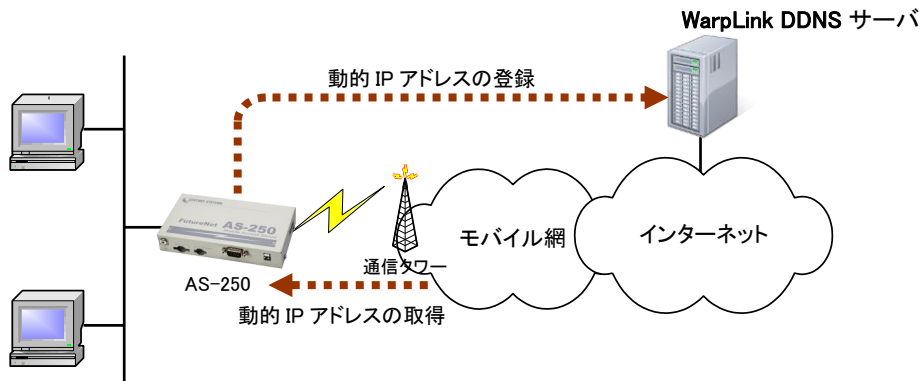 WarpLink DDNS サーバ
動的 IP アドレスの登録
FutureNet AS-250
モバイル網
インターネット
通信タワー
AS-250
動的 IP アドレスの取得